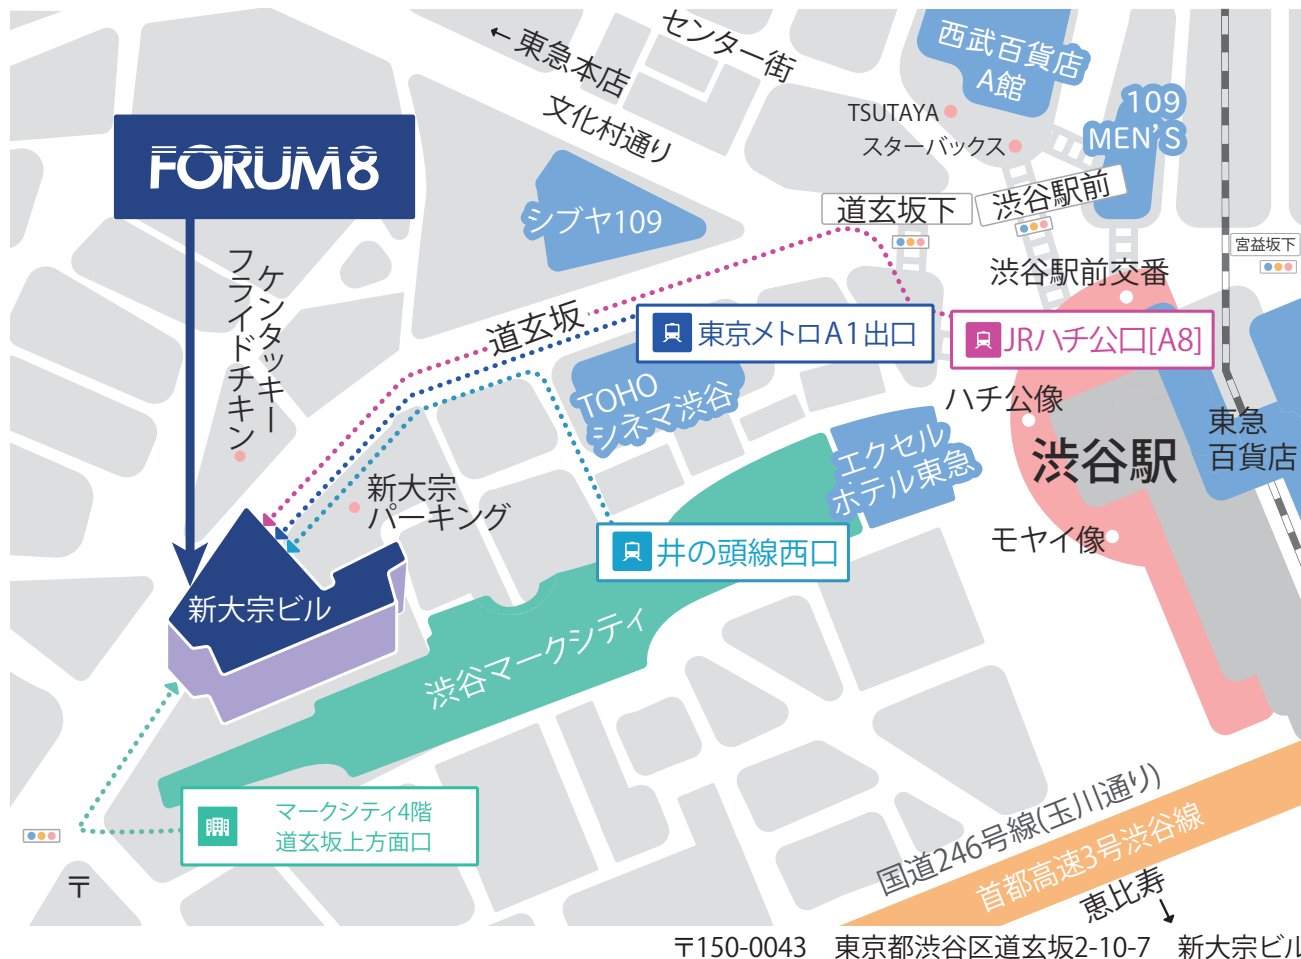 センター街
←東急本店
文化村通り
西武百貨店
A館
109
MEN'S
TSUTAYA
スターバックス
FORUM8
シブヤ109
道玄坂下
渋谷駅前
宮益坂下
渋谷駅前交番
ケンタッキー
フライドチキン
道玄坂
東京メトロA1出口
JRハチ公口[A8]
TOHO
シネマ渋谷
ハチ公像
渋谷駅
東急
百貨店
エクセル
ホテル東急
新大宗
パーキング
モヤイ像
井の頭線西口
新大宗ビル
渋谷マークシティ
マークシティ4階
道玄坂上方面口
国道246号線(玉川通り)
首都高速3号渋谷線
恵比寿
〒
〒150-0043 東京都渋谷区道玄坂2-10-7 新大宗ビル